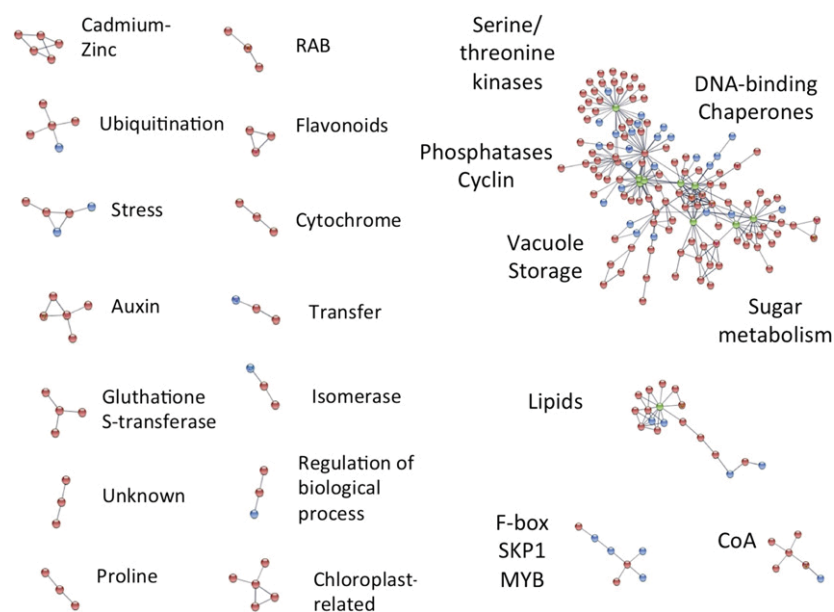 Cadmium-
Zinc
RAB
Ubiquitination
Flavonoids
Stress
Cytochrome
Auxin
Transfer
Gluthatione
S-transferase
Isomerase
Unknown
Regulation of
biological
process
Proline
Chloroplast-
related
Serine/
threonine
kinases
DNA-binding
Chaperones
Phosphatases
Cyclin
Vacuole
Storage
Sugar
metabolism
Lipids
F-box
SKP1
MYB
CoA